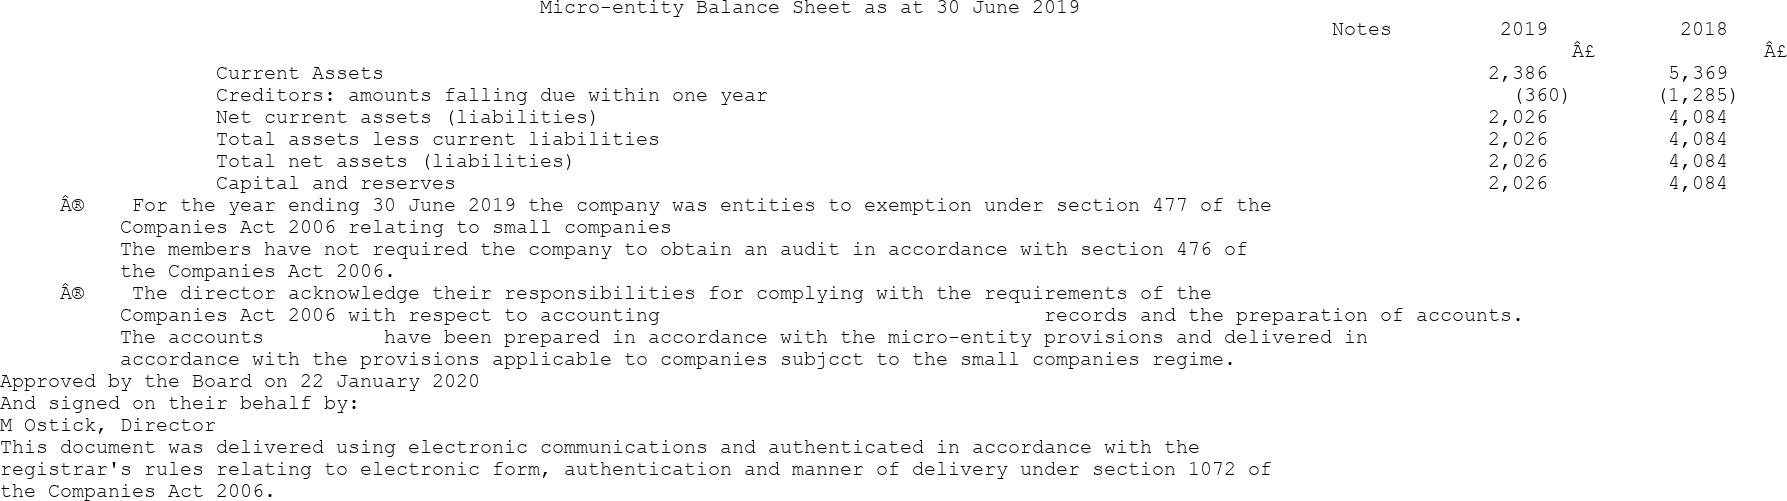 Micro-entity Balance Sheet as at 30 June 2019
Notes 2019 2018
Â£ Â£
Current Assets 2,386 5,369
Creditors: amounts falling due within one year (360) (1,285)
Net current assets (liabilities) 2,026 4,084
Total assets less current liabilities 2,026 4,084
Total net assets (liabilities) 2,026 4,084
Capital and reserves 2,026 4,084
Â® For the year ending 30 June 2019 the company was entities to exemption under section 477 of the
Companies Act 2006 relating to small companies
The members have not required the company to obtain an audit in accordance with section 476 of
the Companies Act 2006.
Â® The director acknowledge their responsibilities for complying with the requirements of the
Companies Act 2006 with respect to accounting records and the preparation of accounts.
The accounts have been prepared in accordance with the micro-entity provisions and delivered in
accordance with the provisions applicable to companies subjcct to the small companies regime.
Approved by the Board on 22 January 2020
And signed on their behalf by:
M Ostick, Director
This document was delivered using electronic communications and authenticated in accordance with the
registrar's rules relating to electronic form, authentication and manner of delivery under section 1072 of
the Companies Act 2006.